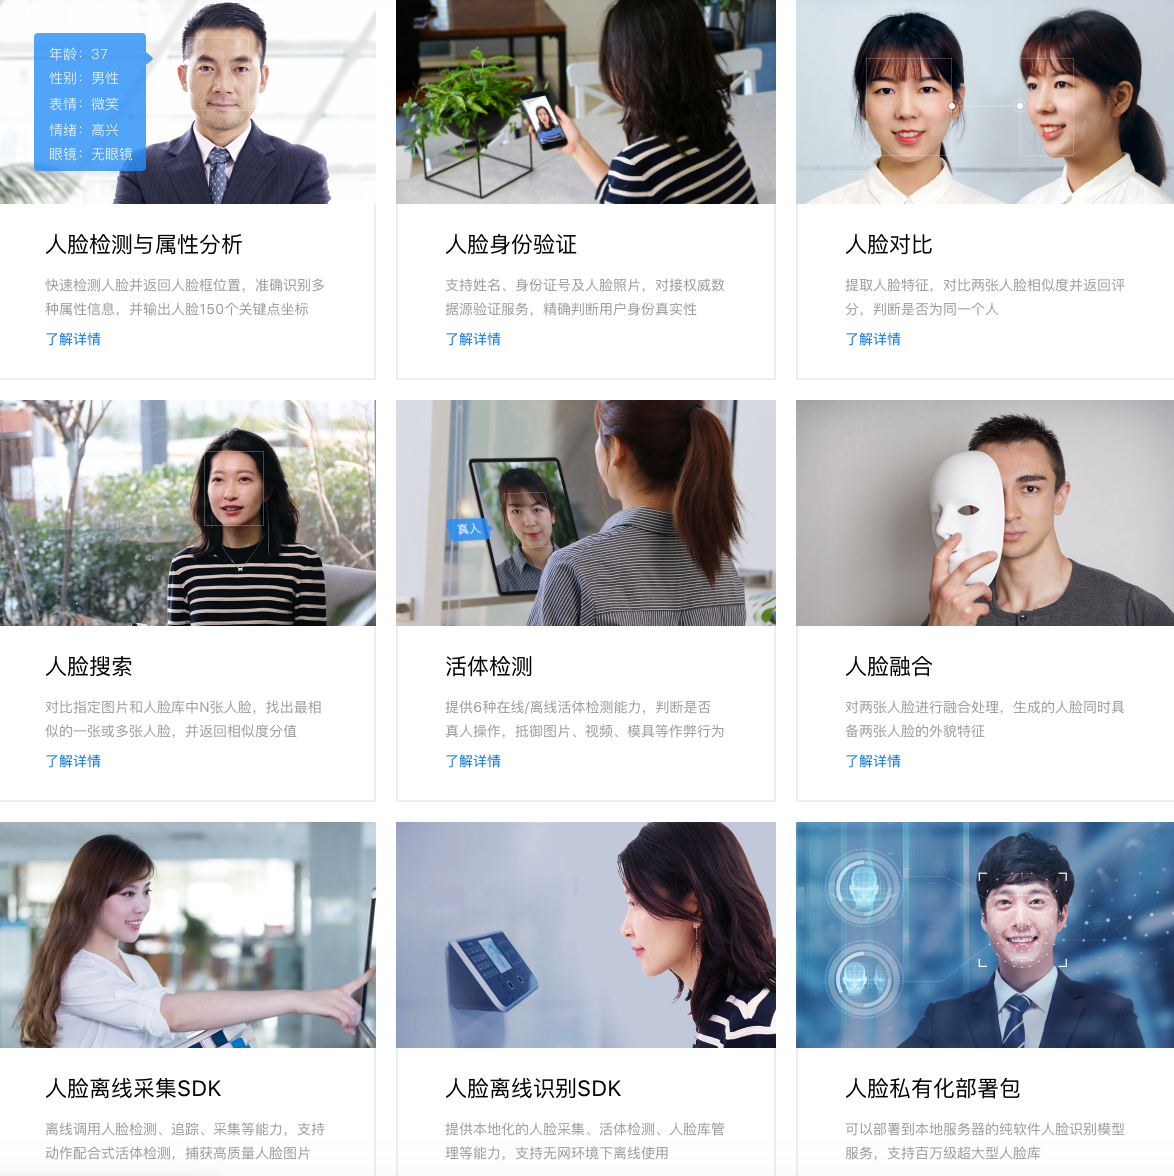 年龄：37
性别：男性
表情：微笑
情绪：高兴
眼镜：无眼镜
人脸检测与属性分析
快速检测人脸并返回人脸框位置，准确识别多
种属性信息，并输出人脸150个关键点坐标
了解详情
人脸身份验证
支持姓名、身份证号及人脸照片，对接权威数
据源验证服务，精确判断用户身份真实性
了解详情
人脸对比
提取人脸特征，对比两张人脸相似度并返回评
分，判断是否为同一个人
了解详情
人脸搜索
对比指定图片和人脸库中N张人脸，找出最相
似的一张或多张人脸，并返回相似度分值
了解详情
真人
活体检测
提供6种在线/离线活体检测能力，判断是否
真人操作，抵御图片、视频、模具等作弊行为
了解详情
人脸融合
对两张人脸进行融合处理，生成的人脸同时具
备两张人脸的外貌特征
了解详情
人脸离线采集SDK
离线调用人脸检测、追踪、采集等能力，支持
动作配合式活体检测，捕获高质量人脸图片
人脸离线识别SDK
提供本地化的人脸采集、活体检测、人脸库管
理等能力，支持无网环境下离线使用
人脸私有化部署包
可以部署到本地服务器的纯软件人脸识别模型
服务，支持百万级超大型人脸库